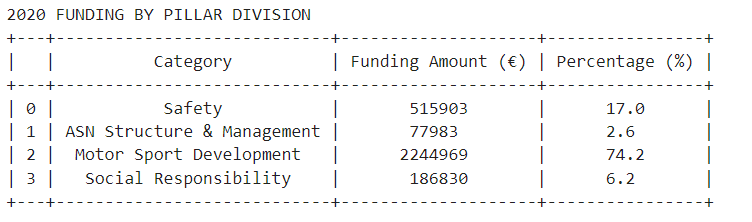 2020 FUNDING BY PILLAR DIVISION
+---+----------------------------+--------------------+----------------+
|   |          Category          | Funding Amount (€) | Percentage (%) |
+---+----------------------------+--------------------+----------------+
| 0 |           Safety           |       515903       |      17.0      |
| 1 | ASN Structure & Management |       77983        |      2.6       |
| 2 |  Motor Sport Development   |      2244969       |      74.2      |
| 3 |   Social Responsibility    |       186830       |      6.2       |
+---+----------------------------+--------------------+----------------+